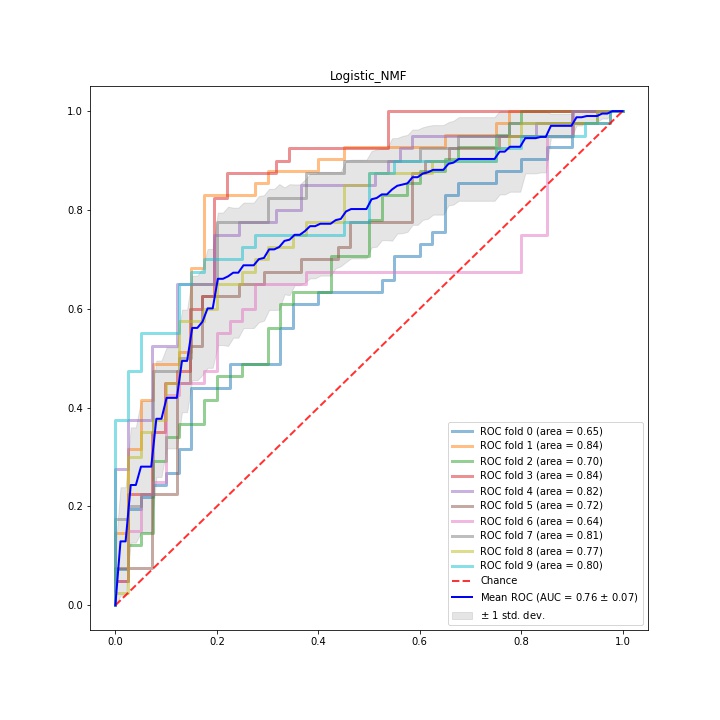 Logistic_NMF
1.0
0.8
0.6
0.4
0.2
0.0
0.0 0.2 0.4 0.6 0.8 1.0
ROC fold 0 (area = 0.65)
ROC fold 1 (area = 0.84)
ROC fold 2 (area = 0.70)
ROC fold 3 (area = 0.84)
ROC fold 4 (area = 0.82)
ROC fold 5 (area = 0.72)
ROC fold 6 (area = 0.64)
ROC fold 7 (area = 0.81)
ROC fold 8 (area = 0.77)
ROC fold 9 (area = 0.80)
Chance
Mean ROC (AUC = 0.76 ± 0.07)
± 1 std. dev.